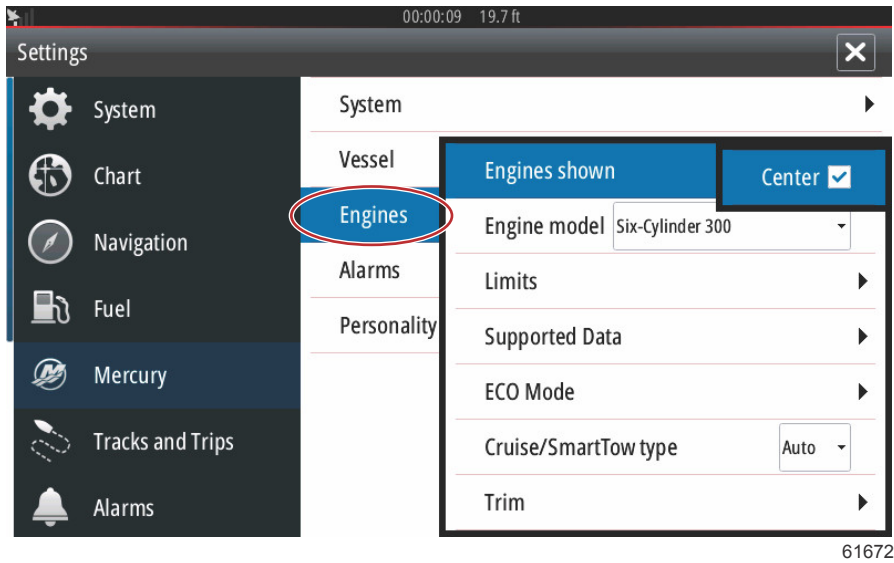 00:00:09 19.7 ft
Settings
System
Chart
Navigation
Fuel
Mercury
Tracks and Trips
Alarms
System
Vessel
Engines
Alarms
Personality
Engines shown
Center
Engine model Six-Cylinder 300
Limits
Supported Data
ECO Mode
Cruise/SmartTow type Auto
Trim
61672